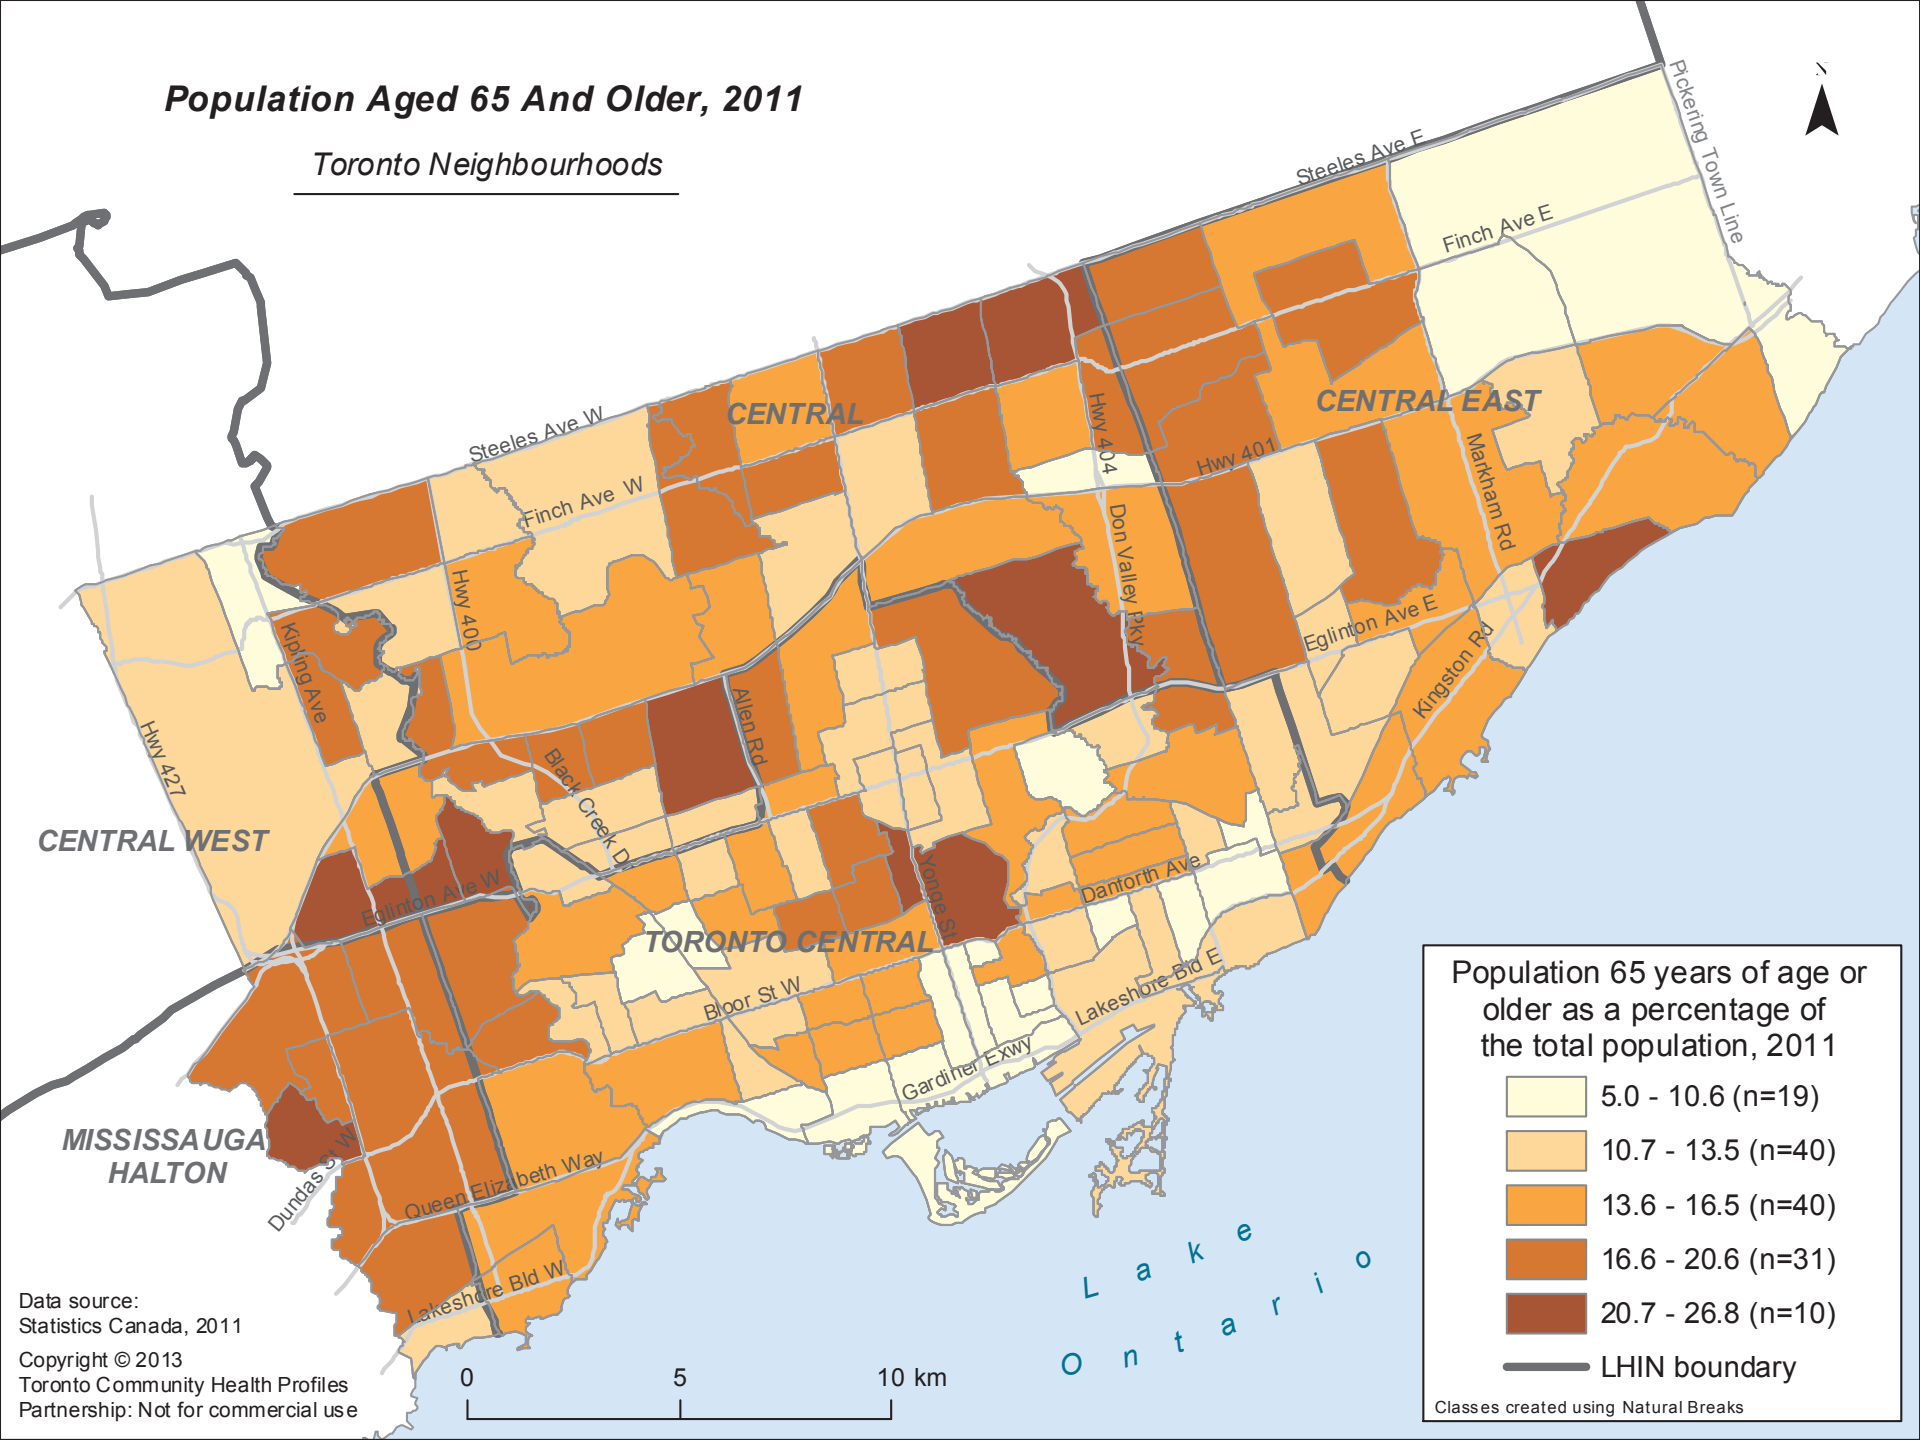 Population Aged 65 And Older, 2011
Toronto Neighbourhoods
N
Pickering Town Line
Steeles Ave E
Finch Ave E
CENTRAL
CENTRAL EAST
Steeles Ave W
Finch Ave W
Hwy 404
Hwy 401
Markham Rd
Don Valley Pky
Hwy 400
Kipling Ave
Eglinton Ave E
Kingston Rd
Hwy 427
Allen Rd
Black Creek D
CENTRAL WEST
Eglinton Ave W
Yonge St
Danforth Ave
TORONTO CENTRAL
Bloor St W
Lakeshore Bld E
Gardiner Exwy
MISSISSAUGA
HALTON
Dundas St W
Queen Elizabeth Way
Lakeshore Bld W
Lake
Ontario
Population 65 years of age or
older as a percentage of
the total population, 2011
5.0 - 10.6 (n=19)
10.7 - 13.5 (n=40)
13.6 - 16.5 (n=40)
16.6 - 20.6 (n=31)
20.7 - 26.8 (n=10)
LHIN boundary
Classes created using Natural Breaks
Data source:
Statistics Canada, 2011
Copyright © 2013
Toronto Community Health Profiles
Partnership: Not for commercial use
0 5 10 km